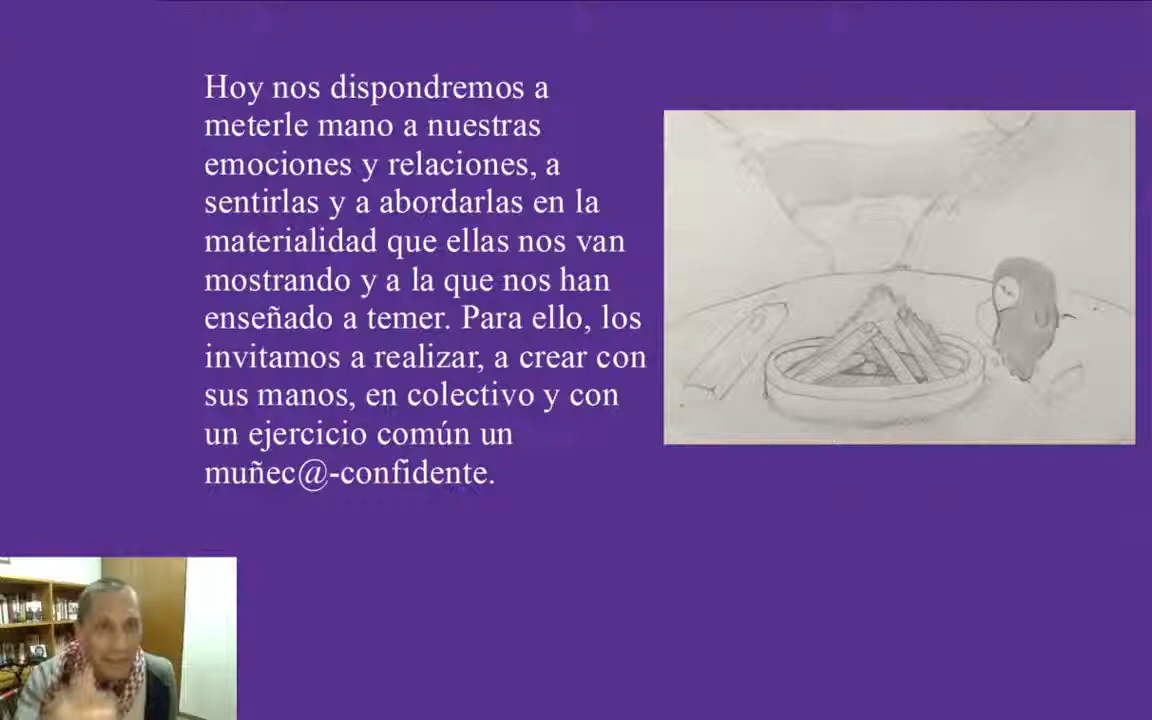 Hoy nos dispondremos a
meterle mano a nuestras
emociones y relaciones, a
sentirlas y a abordarlas en la
materialidad que ellas nos van
mostrando y a la que nos han
enseñado a temer. Para ello, los
invitamos a realizar, a crear con
sus manos, en colectivo y con
un ejercicio común un
muñec@-confidente.